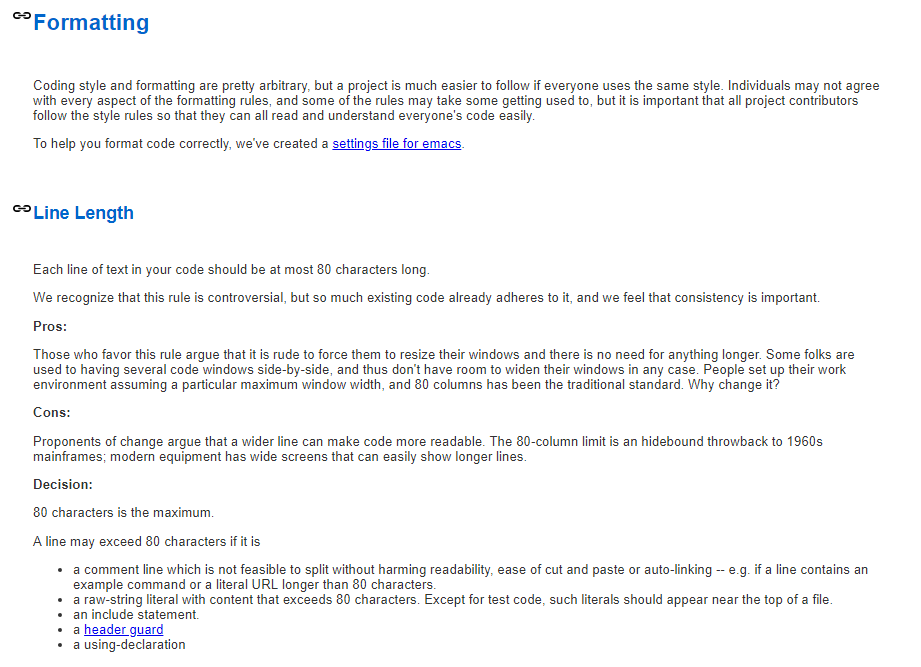 Formatting
Coding style and formatting are pretty arbitrary, but a project is much easier to follow if everyone uses the same style. Individuals may not agree
with every aspect of the formatting rules, and some of the rules may take some getting used to, but it is important that all project contributors
follow the style rules so that they can all read and understand everyone's code easily.
To help you format code correctly, we've created a settings file for emacs.
Line Length
Each line of text in your code should be at most 80 characters long.
We recognize that this rule is controversial, but so much existing code already adheres to it, and we feel that consistency is important.
Pros:
Those who favor this rule argue that it is rude to force them to resize their windows and there is no need for anything longer. Some folks are
used to having several code windows side-by-side, and thus don't have room to widen their windows in any case. People set up their work
environment assuming a particular maximum window width, and 80 columns has been the traditional standard. Why change it?
Cons:
Proponents of change argue that a wider line can make code more readable. The 80-column limit is an hidebound throwback to 1960s
mainframes; modern equipment has wide screens that can easily show longer lines.
Decision:
80 characters is the maximum.
A line may exceed 80 characters if it is
• a comment line which is not feasible to split without harming readability, ease of cut and paste or auto-linking -- e.g. if a line contains an
example command or a literal URL longer than 80 characters.
• a raw-string literal with content that exceeds 80 characters. Except for test code, such literals should appear near the top of a file.
• an include statement.
• a header guard
• a using-declaration